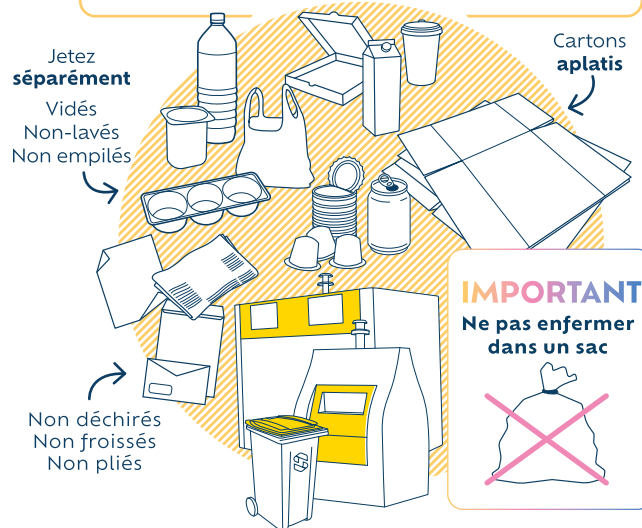 Jetez
séparément
Vidés
Non-lavés
Non empilés
Cartons
aplatis
IMPORTANT
Ne pas enfermer
dans un sac
Non déchirés
Non froissés
Non pliés